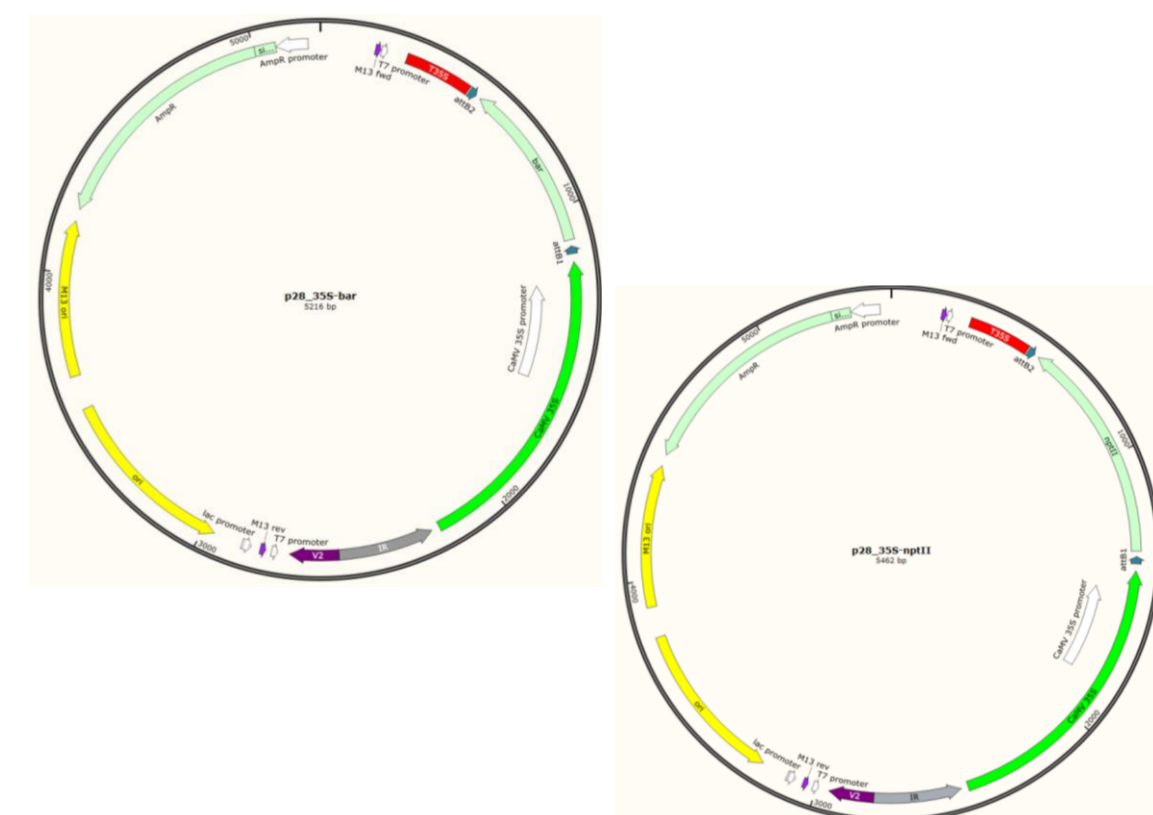 5000
si...
AmpR promoter
AmpR
M13 fwd
T7 promoter
T35S
attB2
bar
1000
attB1
CaMV 35S promoter
CaMV 35S
2000
4000
M13 ori
p28_35S-bar
5216 bp
ori
lac promoter
M13 rev
T7 promoter
3000
V2
IR
5000
si...
AmpR promoter
AmpR
M13 fwd
T7 promoter
T35S
attB2
nptII
1000
attB1
CaMV 35S promoter
CaMV 35S
2000
M13 ori
4000
p28_35S-nptII
5462 bp
ori
lac promoter
M13 rev
T7 promoter
3000
V2
IR